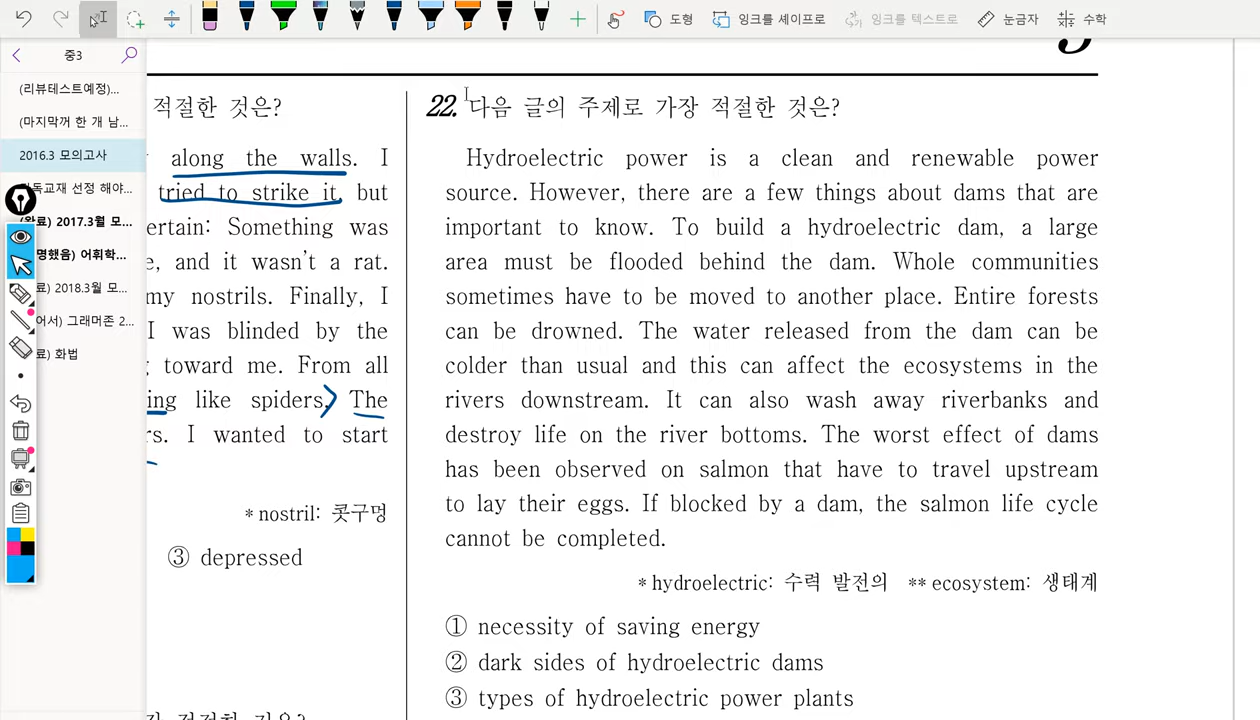 도형
잉크를 셰이프로
잉크를 텍스트로
눈금자
수학
중3
(리뷰테스트예정)...
(마지막꺼 한 개 남...
2016.3 모의고사
독교재 선정 해야...
료) 2017.3월 모...
명했음) 어휘학...
료) 2018.3월 모...
어서) 그래머존 2...
료) 화법
적절한 것은?
along the walls. I
tried to strike it, but
ertain: Something was
e, and it wasn't a rat.
my nostrils. Finally, I
I was blinded by the
toward me. From all
ing like spiders. The
rs. I wanted to start
* nostril: 콧구멍
③ depressed
22. 다음 글의 주제로 가장 적절한 것은?
Hydroelectric power is a clean and renewable power
source. However, there are a few things about dams that are
important to know. To build a hydroelectric dam, a large
area must be flooded behind the dam. Whole communities
sometimes have to be moved to another place. Entire forests
can be drowned. The water released from the dam can be
colder than usual and this can affect the ecosystems in the
rivers downstream. It can also wash away riverbanks and
destroy life on the river bottoms. The worst effect of dams
has been observed on salmon that have to travel upstream
to lay their eggs. If blocked by a dam, the salmon life cycle
cannot be completed.
* hydroelectric: 수력 발전의 ** ecosystem: 생태계
① necessity of saving energy
② dark sides of hydroelectric dams
③ types of hydroelectric power plants